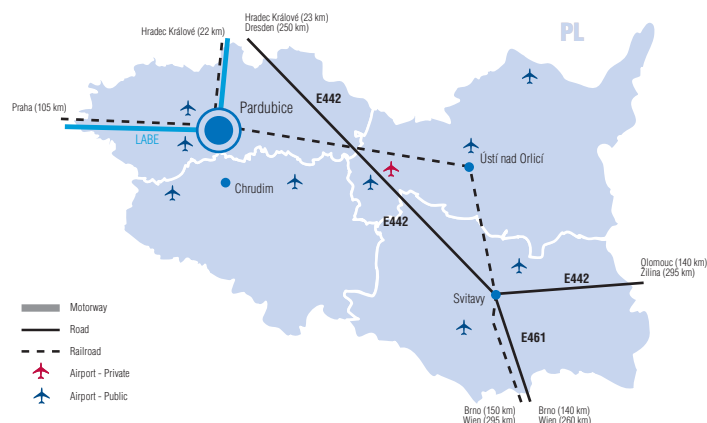 Hradec Králové (23 km)
Dresden (250 km)
Hradec Králové (22 km)
PL
E442
Praha (105 km)
Pardubice
LABE
Ústí nad Orlicí
Chrudim
E442
Olomouc (140 km)
Žilina (295 km)
E442
Svitavy
E461
Motorway
Road
Railroad
Airport - Private
Airport - Public
Brno (150 km)
Wien (295 km)
Brno (140 km)
Wien (260 km)